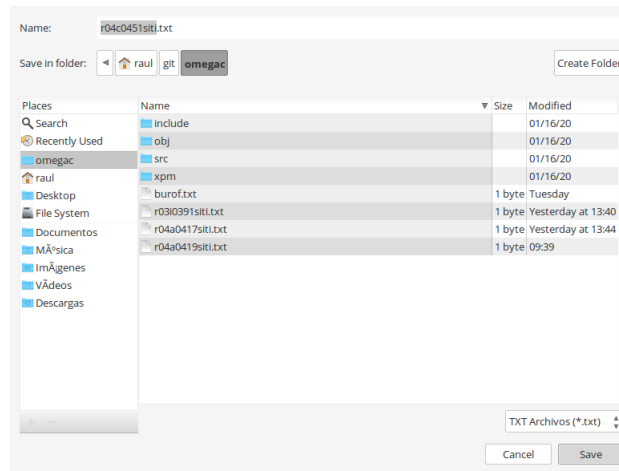 Name: r04c0451siti.txt
Save in folder: raul git omegac Create Folder
Places Name Size Modified
Search include 01/16/20
Recently Used obj 01/16/20
omegac src 01/16/20
raul xpm 01/16/20
Desktop burof.txt 1 byte Tuesday
File System r03i0391siti.txt 1 byte Yesterday at 13:40
Documentos r04a0417siti.txt 1 byte Yesterday at 13:44
MÃºsica r04a0419siti.txt 1 byte 09:39
ImÃ¡genes
VÃ­deos
Descargas
TXT Archivos (*.txt)
Cancel Save